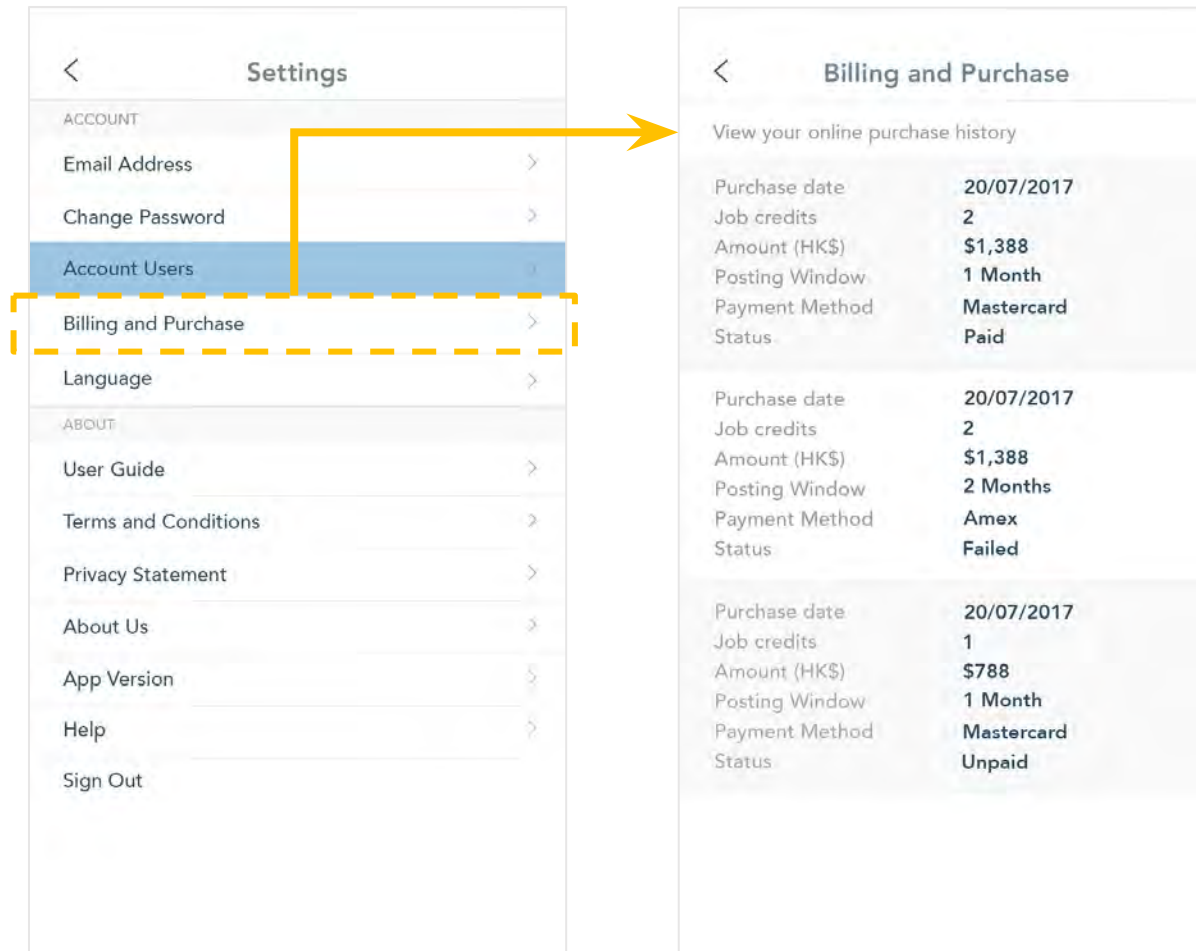 Settings
ACCOUNT
Email Address
Change Password
Account Users
Billing and Purchase
Language
ABOUT
User Guide
Terms and Conditions
Privacy Statement
About Us
App Version
Help
Sign Out
Billing and Purchase
View your online purchase history
Purchase date 20/07/2017
Job credits 2
Amount (HK$) $1,388
Posting Window 1 Month
Payment Method Mastercard
Status Paid
Purchase date 20/07/2017
Job credits 2
Amount (HK$) $1,388
Posting Window 2 Months
Payment Method Amex
Status Failed
Purchase date 20/07/2017
Job credits 1
Amount (HK$) $788
Posting Window 1 Month
Payment Method Mastercard
Status Unpaid